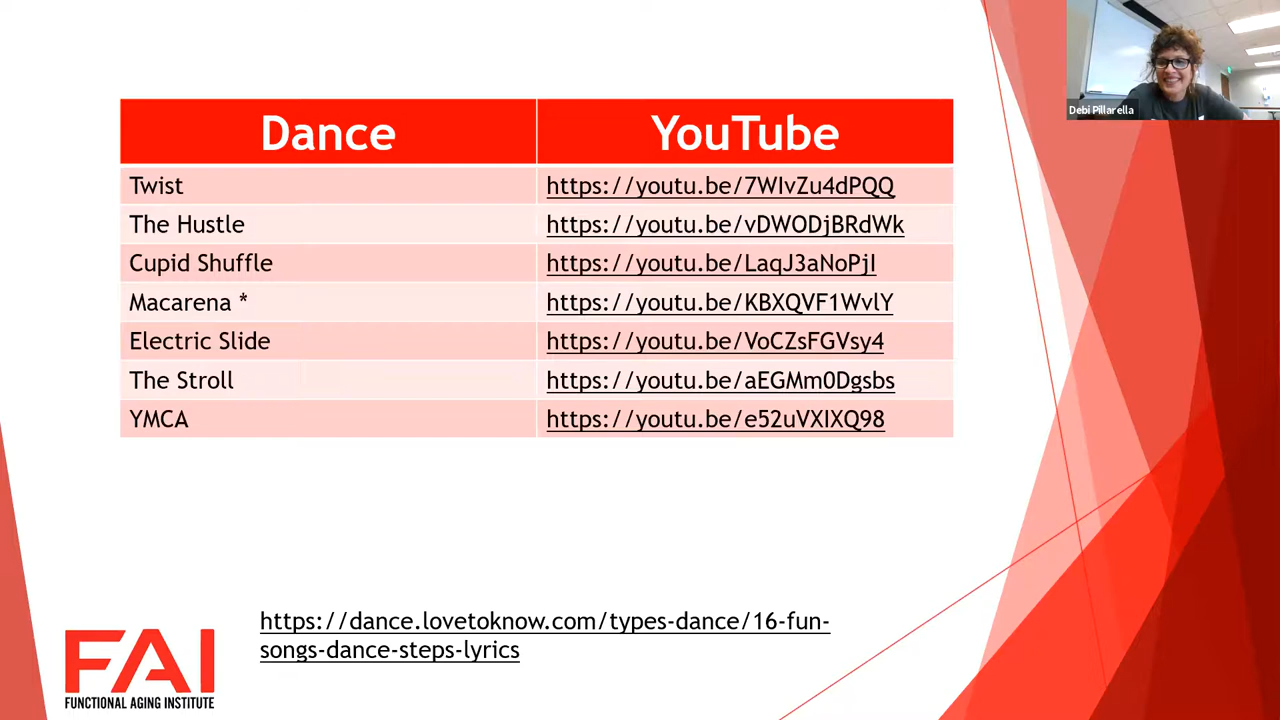 Debi Pillarella
Dance YouTube
Twist https://youtu.be/7WIvZu4dPQQ
The Hustle https://youtu.be/vDWODjBRdWk
Cupid Shuffle https://youtu.be/LaqJ3aNoPjI
Macarena * https://youtu.be/KBXQVF1WvlY
Electric Slide https://youtu.be/VoCZsFGVsy4
The Stroll https://youtu.be/aEGMm0Dgsbs
YMCA https://youtu.be/e52uVXIXQ98
https://dance.lovetoknow.com/types-dance/16-fun-
songs-dance-steps-lyrics
FAI
FUNCTIONAL AGING INSTITUTE